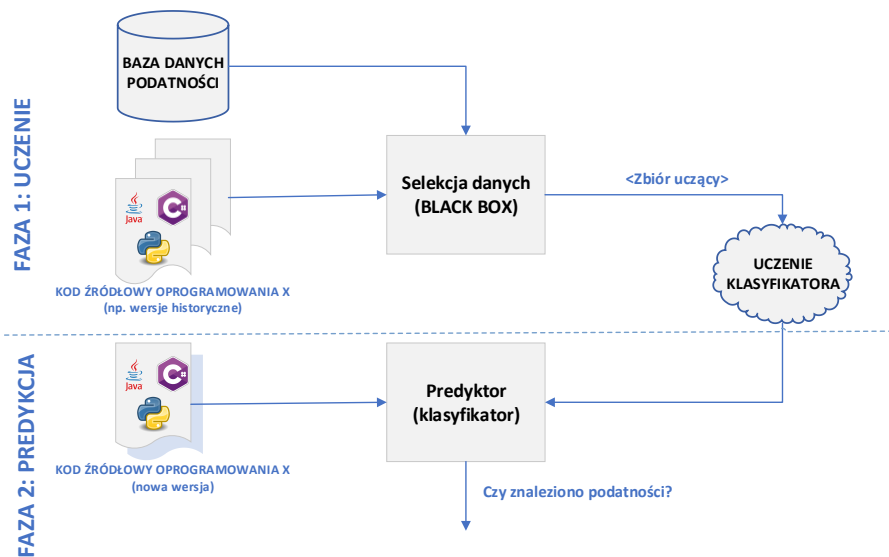 FAZA 1: UCZENIE
BAZA DANYCH
PODATNOŚCI
Selekcja danych
(BLACK BOX)
<Zbiór uczący>
Java
C#
KOD ŹRÓDŁOWY OPROGRAMOWANIA X
(np. wersje historyczne)
UCZENIE
KLASYFIKATORA
FAZA 2: PREDYKCJA
Java
C#
KOD ŹRÓDŁOWY OPROGRAMOWANIA X
(nowa wersja)
Predyktor
(klasyfikator)
Czy znaleziono podatności?